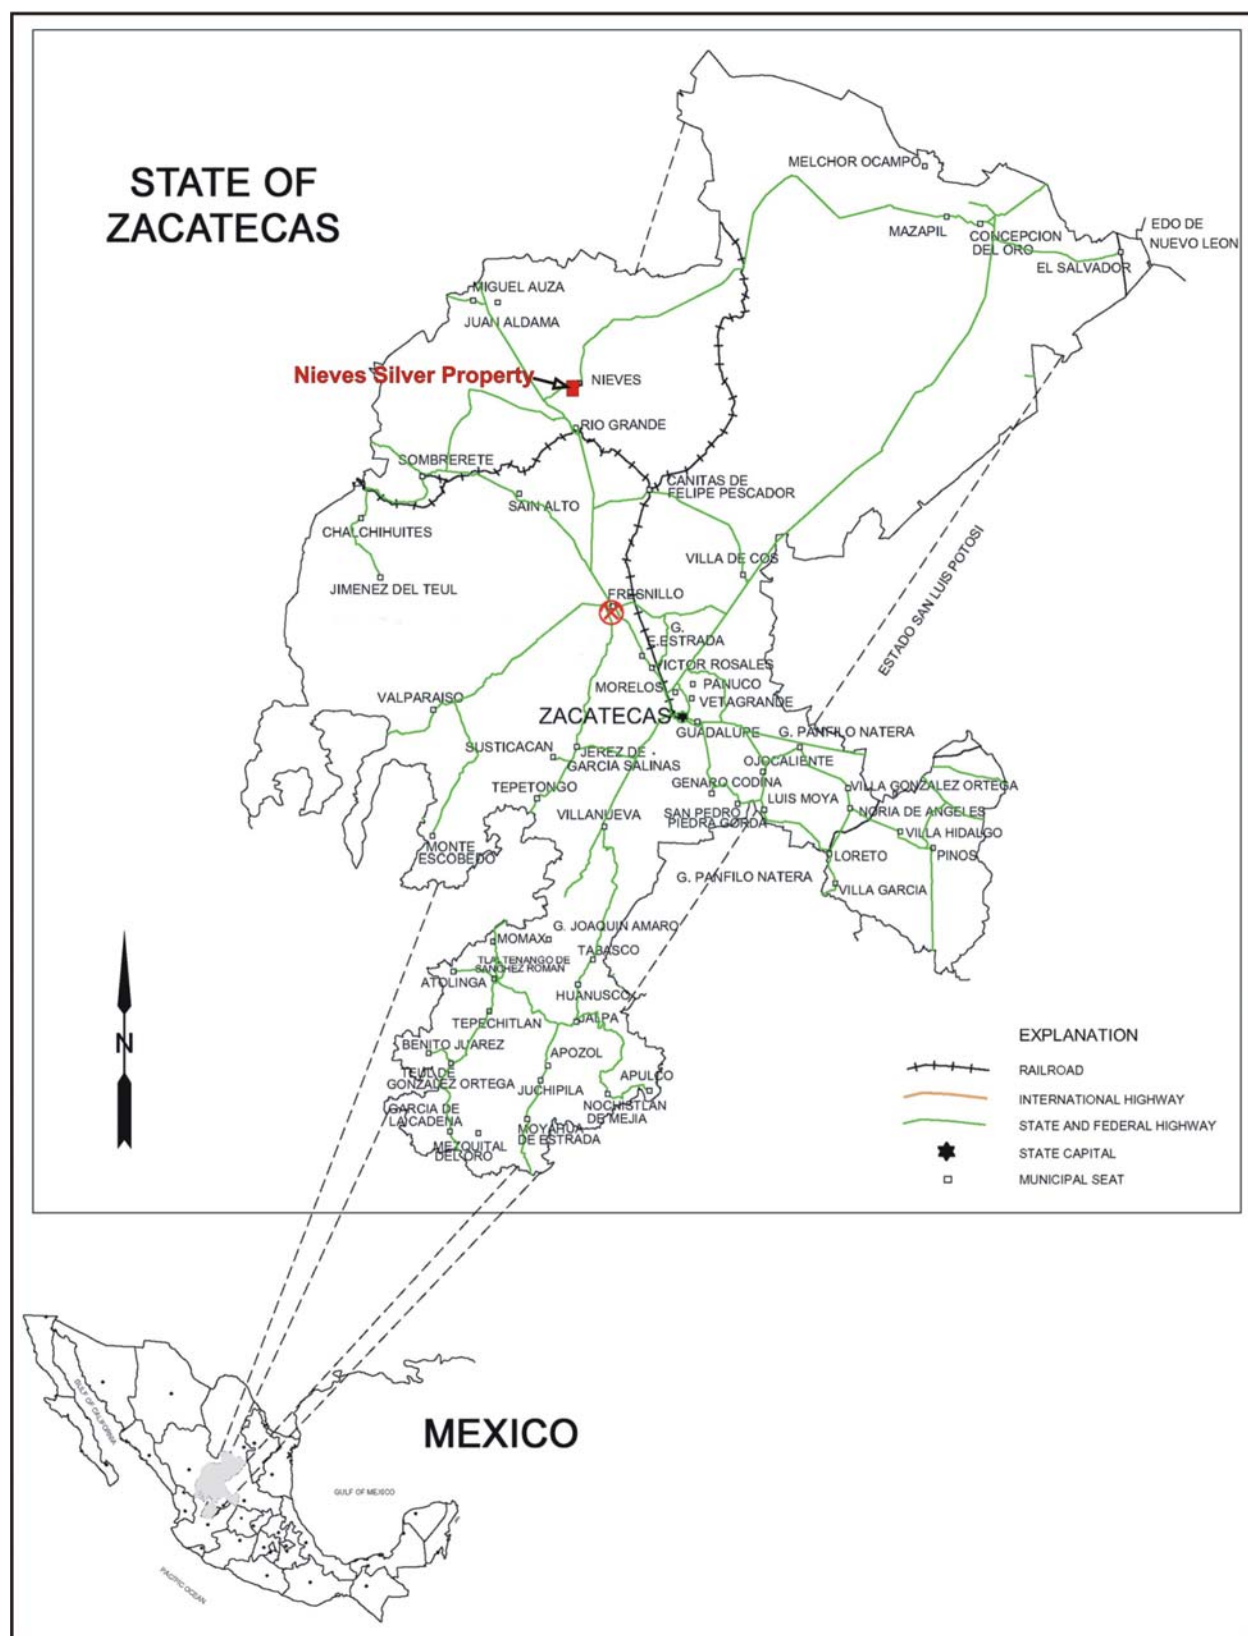 STATE OF
ZACATECAS
MELCHOR OCAMPO
MAZAPIL
CONCEPCION
DEL ORO
EDO DE
NUEVO LEON
EL SALVADOR
MIGUEL AUZA
JUAN ALDAMA
Nieves Silver Property
NIEVES
RIO GRANDE
SOMBRERETE
CANITAS DE
FELIPE PESCADOR
SAIN ALTO
CHALCHIHUITES
VILLA DE COS
JIMENEZ DEL TEUL
FRESNILLO
ESTADO SAN LUIS POTOSI
G.
E.ESTRADA
VICTOR ROSALES
MORELOS
PANUCO
VETAGRANDE
VALPARAISO
ZACATECAS
GUADALUPE
G. PANFILO NATERA
SUSTICACAN
JEREZ DE
GARCIA SALINAS
OJOCALIENTE
TEPETONGO
GENARO CODINA
VILLA GONZALEZ ORTEGA
VILLANUEVA
SAN PEDRO
PIEDRA GORDA
LUIS MOYA
NORIA DE ANGELES
VILLA HIDALGO
MONTE
ESCOBEDO
LORETO
PINOS
G. PANFILO NATERA
VILLA GARCIA
G. JOAQUIN AMARO
MOMAX
TABASCO
TLALTENANGO DE
SANCHEZ ROMAN
ATOLINGA
HUANUSCO
TEPECHITLAN
JALPA
BENITO JUAREZ
APOZOL
TEUL DE
GONZALEZ ORTEGA
JUCHIPILA
APULCO
NOCHISTLAN
DE MEJIA
GARCIA DE
LA CADENA
MOYAHUA
DE ESTRADA
MEZQUITAL
DEL ORO
N
EXPLANATION
RAILROAD
INTERNATIONAL HIGHWAY
STATE AND FEDERAL HIGHWAY
STATE CAPITAL
MUNICIPAL SEAT
MEXICO
GULF OF CALIFORNIA
GULF OF MEXICO
PACIFIC OCEAN